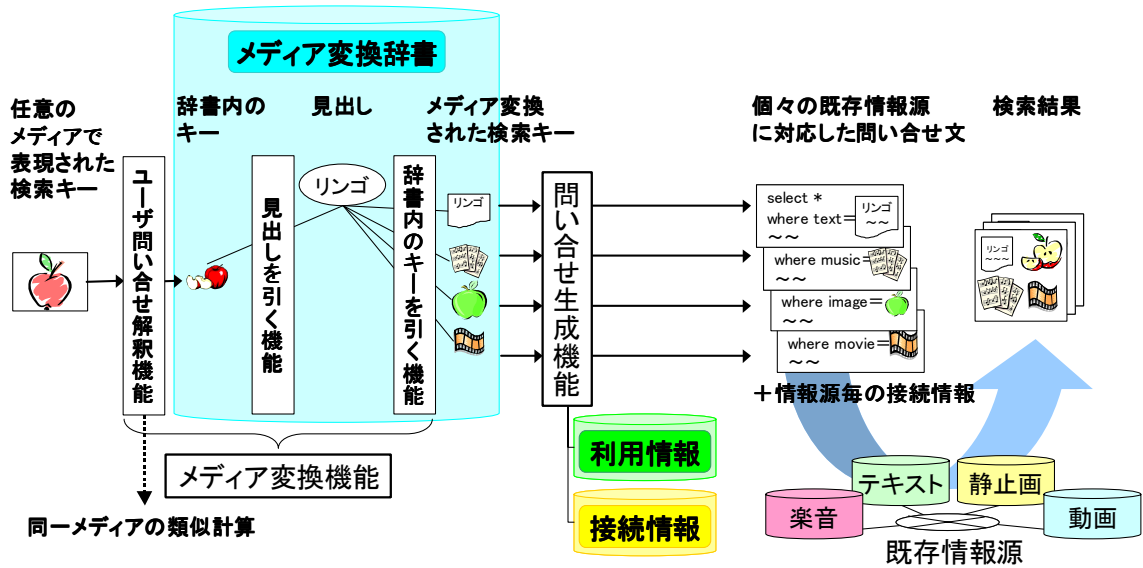 メディア変換辞書
任意の
メディアで
表現された
検索キー
辞書内の
キー
見出し
メディア変換
された検索キー
個々の既存情報源
に対応した問い合せ文
検索結果
ユーザ問い合せ解釈機能
見出しを引く機能
リンゴ
辞書内のキーを引く機能
リンゴ
問い合せ生成機能
select *
where text=
～～
リンゴ
～～
where music=
～～
where image=
～～
where movie=
～～
リンゴ
～～～
＋情報源毎の接続情報
メディア変換機能
同一メディアの類似計算
利用情報
接続情報
テキスト
静止画
楽音
動画
既存情報源